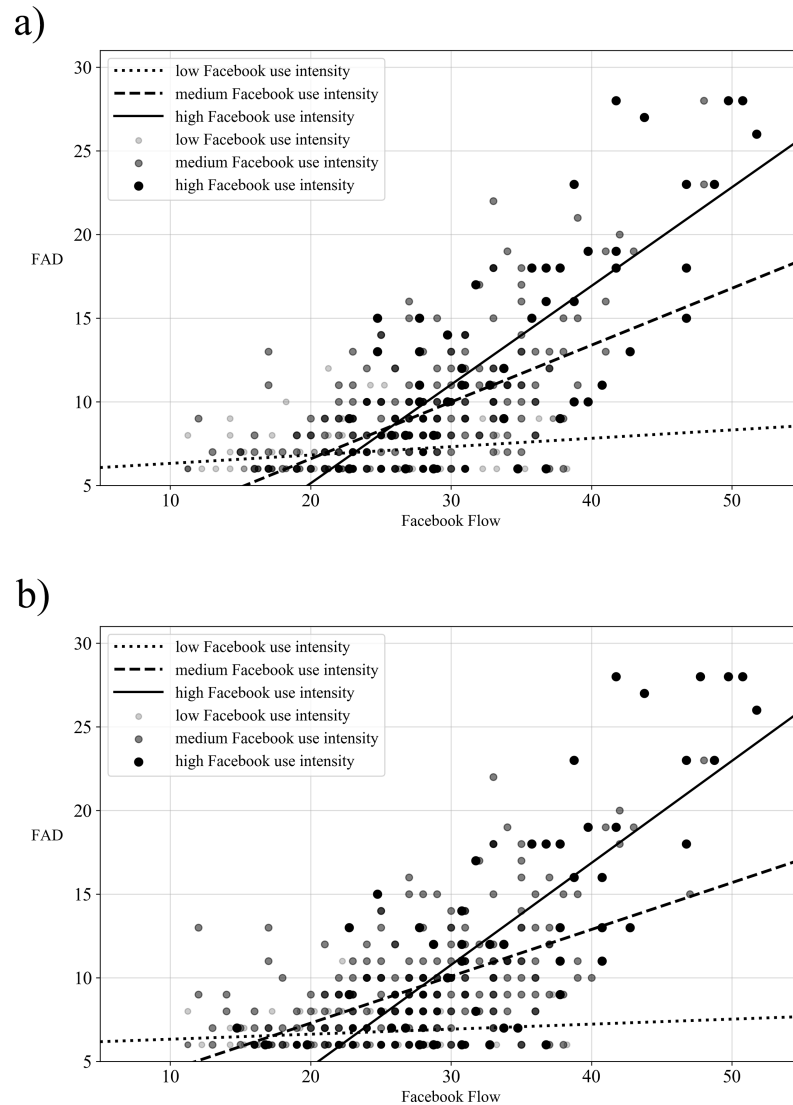 a)
30
25
20
15
10
5
FAD
low Facebook use intensity
medium Facebook use intensity
high Facebook use intensity
low Facebook use intensity
medium Facebook use intensity
high Facebook use intensity
10 20 30 40 50
Facebook Flow
b)
30
25
20
15
10
5
FAD
low Facebook use intensity
medium Facebook use intensity
high Facebook use intensity
low Facebook use intensity
medium Facebook use intensity
high Facebook use intensity
10 20 30 40 50
Facebook Flow